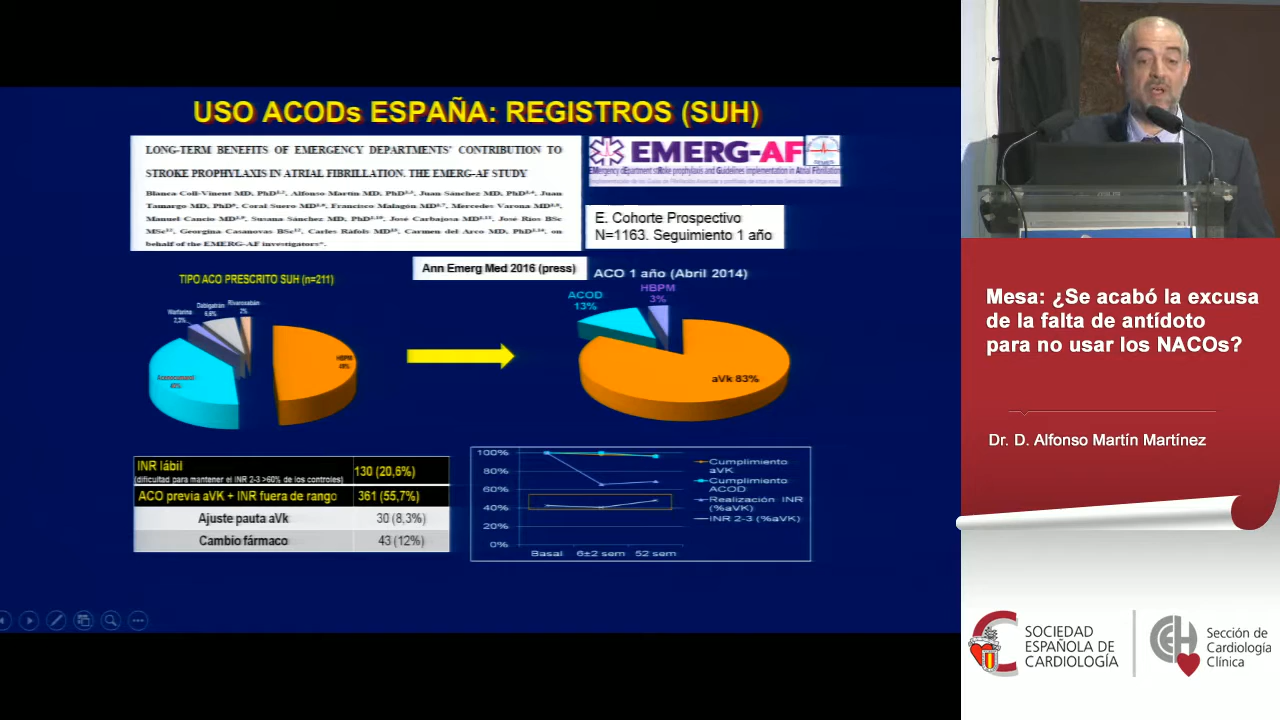 USO ACODs ESPAÑA: REGISTROS (SUH)
LONG-TERM BENEFITS OF EMERGENCY DEPARTMENTS' CONTRIBUTION TO
STROKE PROPHYLAXIS IN ATRIAL FIBRILLATION. THE EMERG-AF STUDY
Blanca Coll-Vinent MD, PhD Alfonso Martín MD, PhD Juan Sánchez MD, PhD Juan
Tamargo MD, PhD Coral Suero MD, Francisco Malagón MD, Mercedes Varona MD,
Manuel Cancio MD, Susana Sánchez MD, PhD José Carbajosa MD, José Ríos BSc
MSc Georgina Casanovas BSc Carles Ràfols MD Carmen del Arco MD, PhD on
behalf of the EMERG-AF investigators*.
EMERG-AF
EMergency dEpartment stRoke prophylaxis and Guidelines implementation in Atrial Fibrillation
E. Cohorte Prospectivo
N=1163. Seguimiento 1 año
Ann Emerg Med 2016 (press)
TIPO ACO PRESCRITO SUH (n=211)
Warfarina
Dabigatrán
Rivaroxabán
2%
Acenocumarol
HBPM
ACO 1 año (Abril 2014)
ACOD
13%
HBPM
3%
aVk 83%
INR lábil
(dificultad para mantener el INR 2-3 >60% de los controles)
130 (20,6%)
ACO previa aVK + INR fuera de rango 361 (55,7%)
Ajuste pauta aVk 30 (8,3%)
Cambio fármaco 43 (12%)
100%
80%
60%
40%
20%
0%
Basal 6±2 sem 52 sem
Cumplimiento
aVK
Cumplimiento
ACOD
Realización INR
(%aVK)
INR 2-3 (%aVK)
Mesa: ¿Se acabó la excusa
de la falta de antídoto
para no usar los NACOs?
Dr. D. Alfonso Martín Martínez
SOCIEDAD
ESPAÑOLA DE
CARDIOLOGÍA
Sección de
Cardiología
Clínica